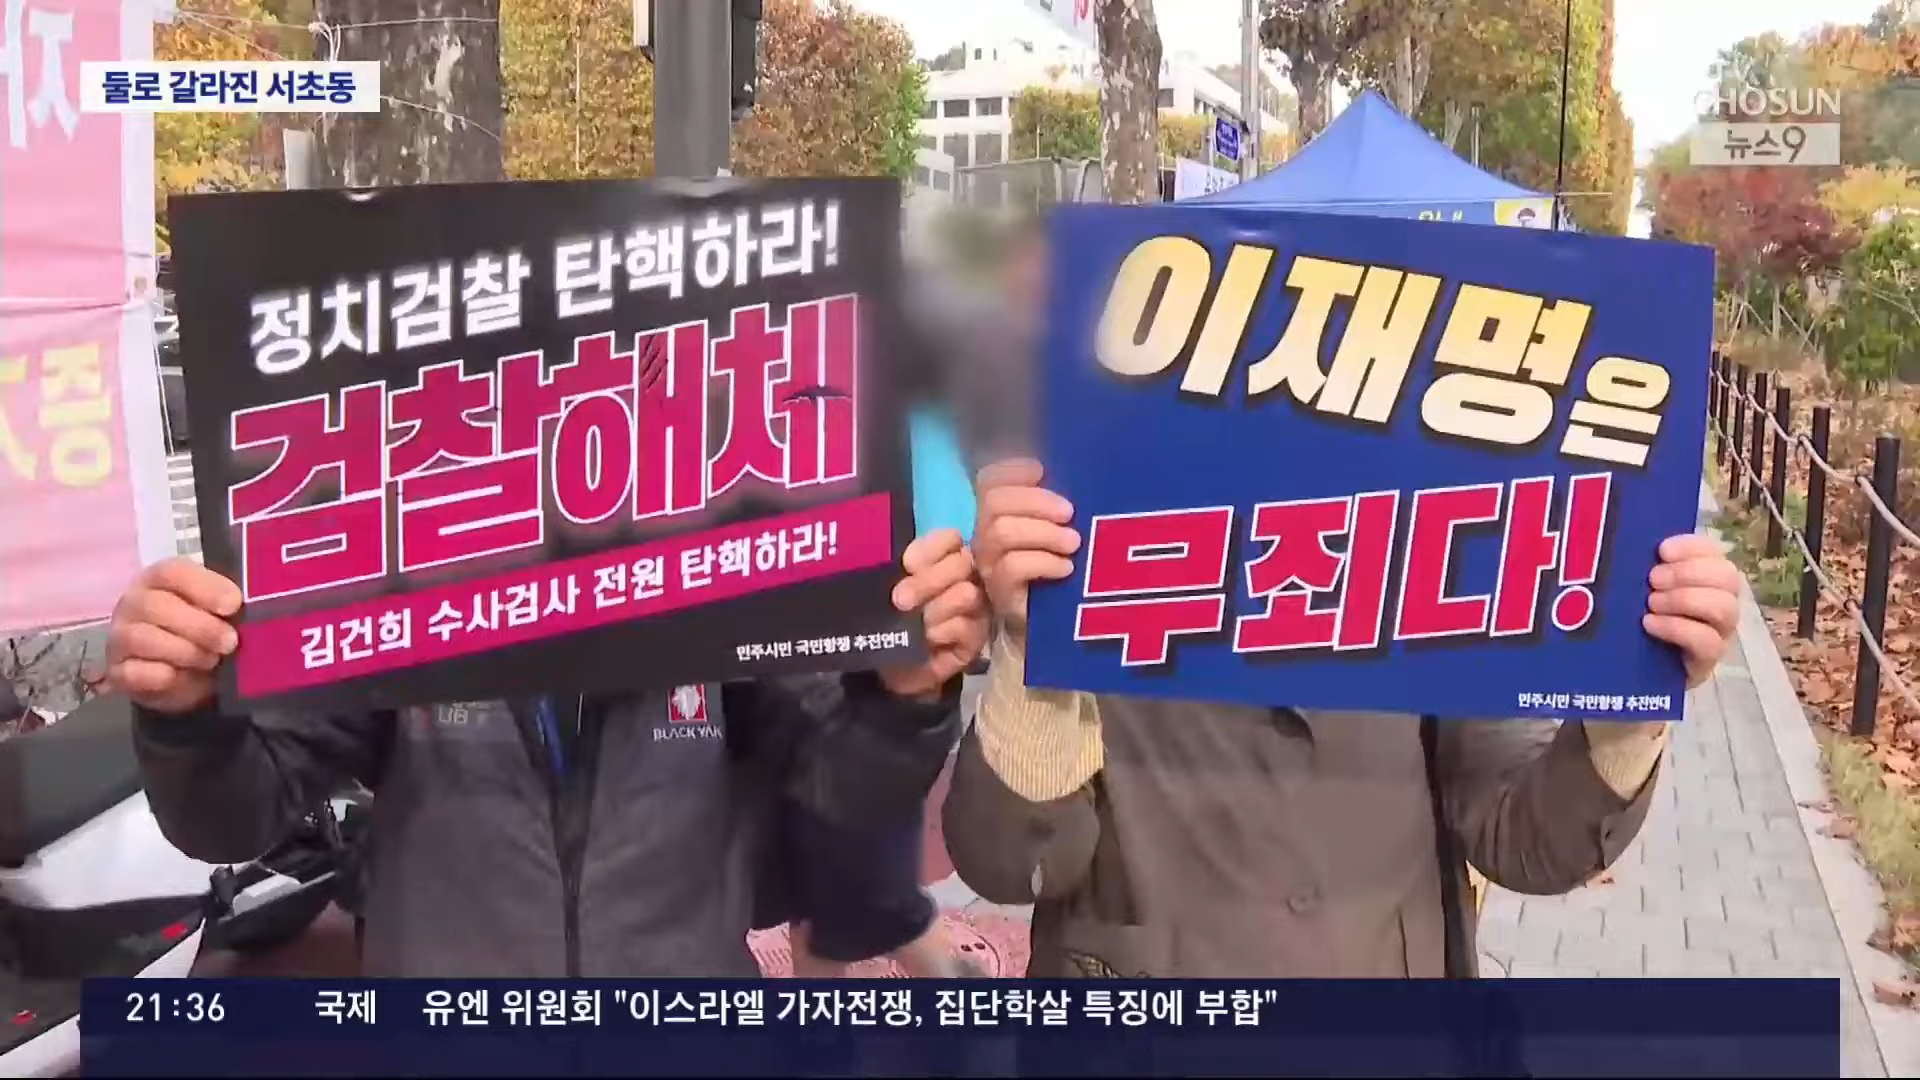 둘로 갈라진 서초동
TV CHOSUN
뉴스9
정치검찰 탄핵하라!
검찰해체
김건희 수사검사 전원 탄핵하라!
민주시민 국민항쟁 추진연대
이재명은
무죄다!
민주시민 국민항쟁 추진연대
BLACK YAK
21:36 국제 유엔 위원회 "이스라엘 가자전쟁, 집단학살 특징에 부합"